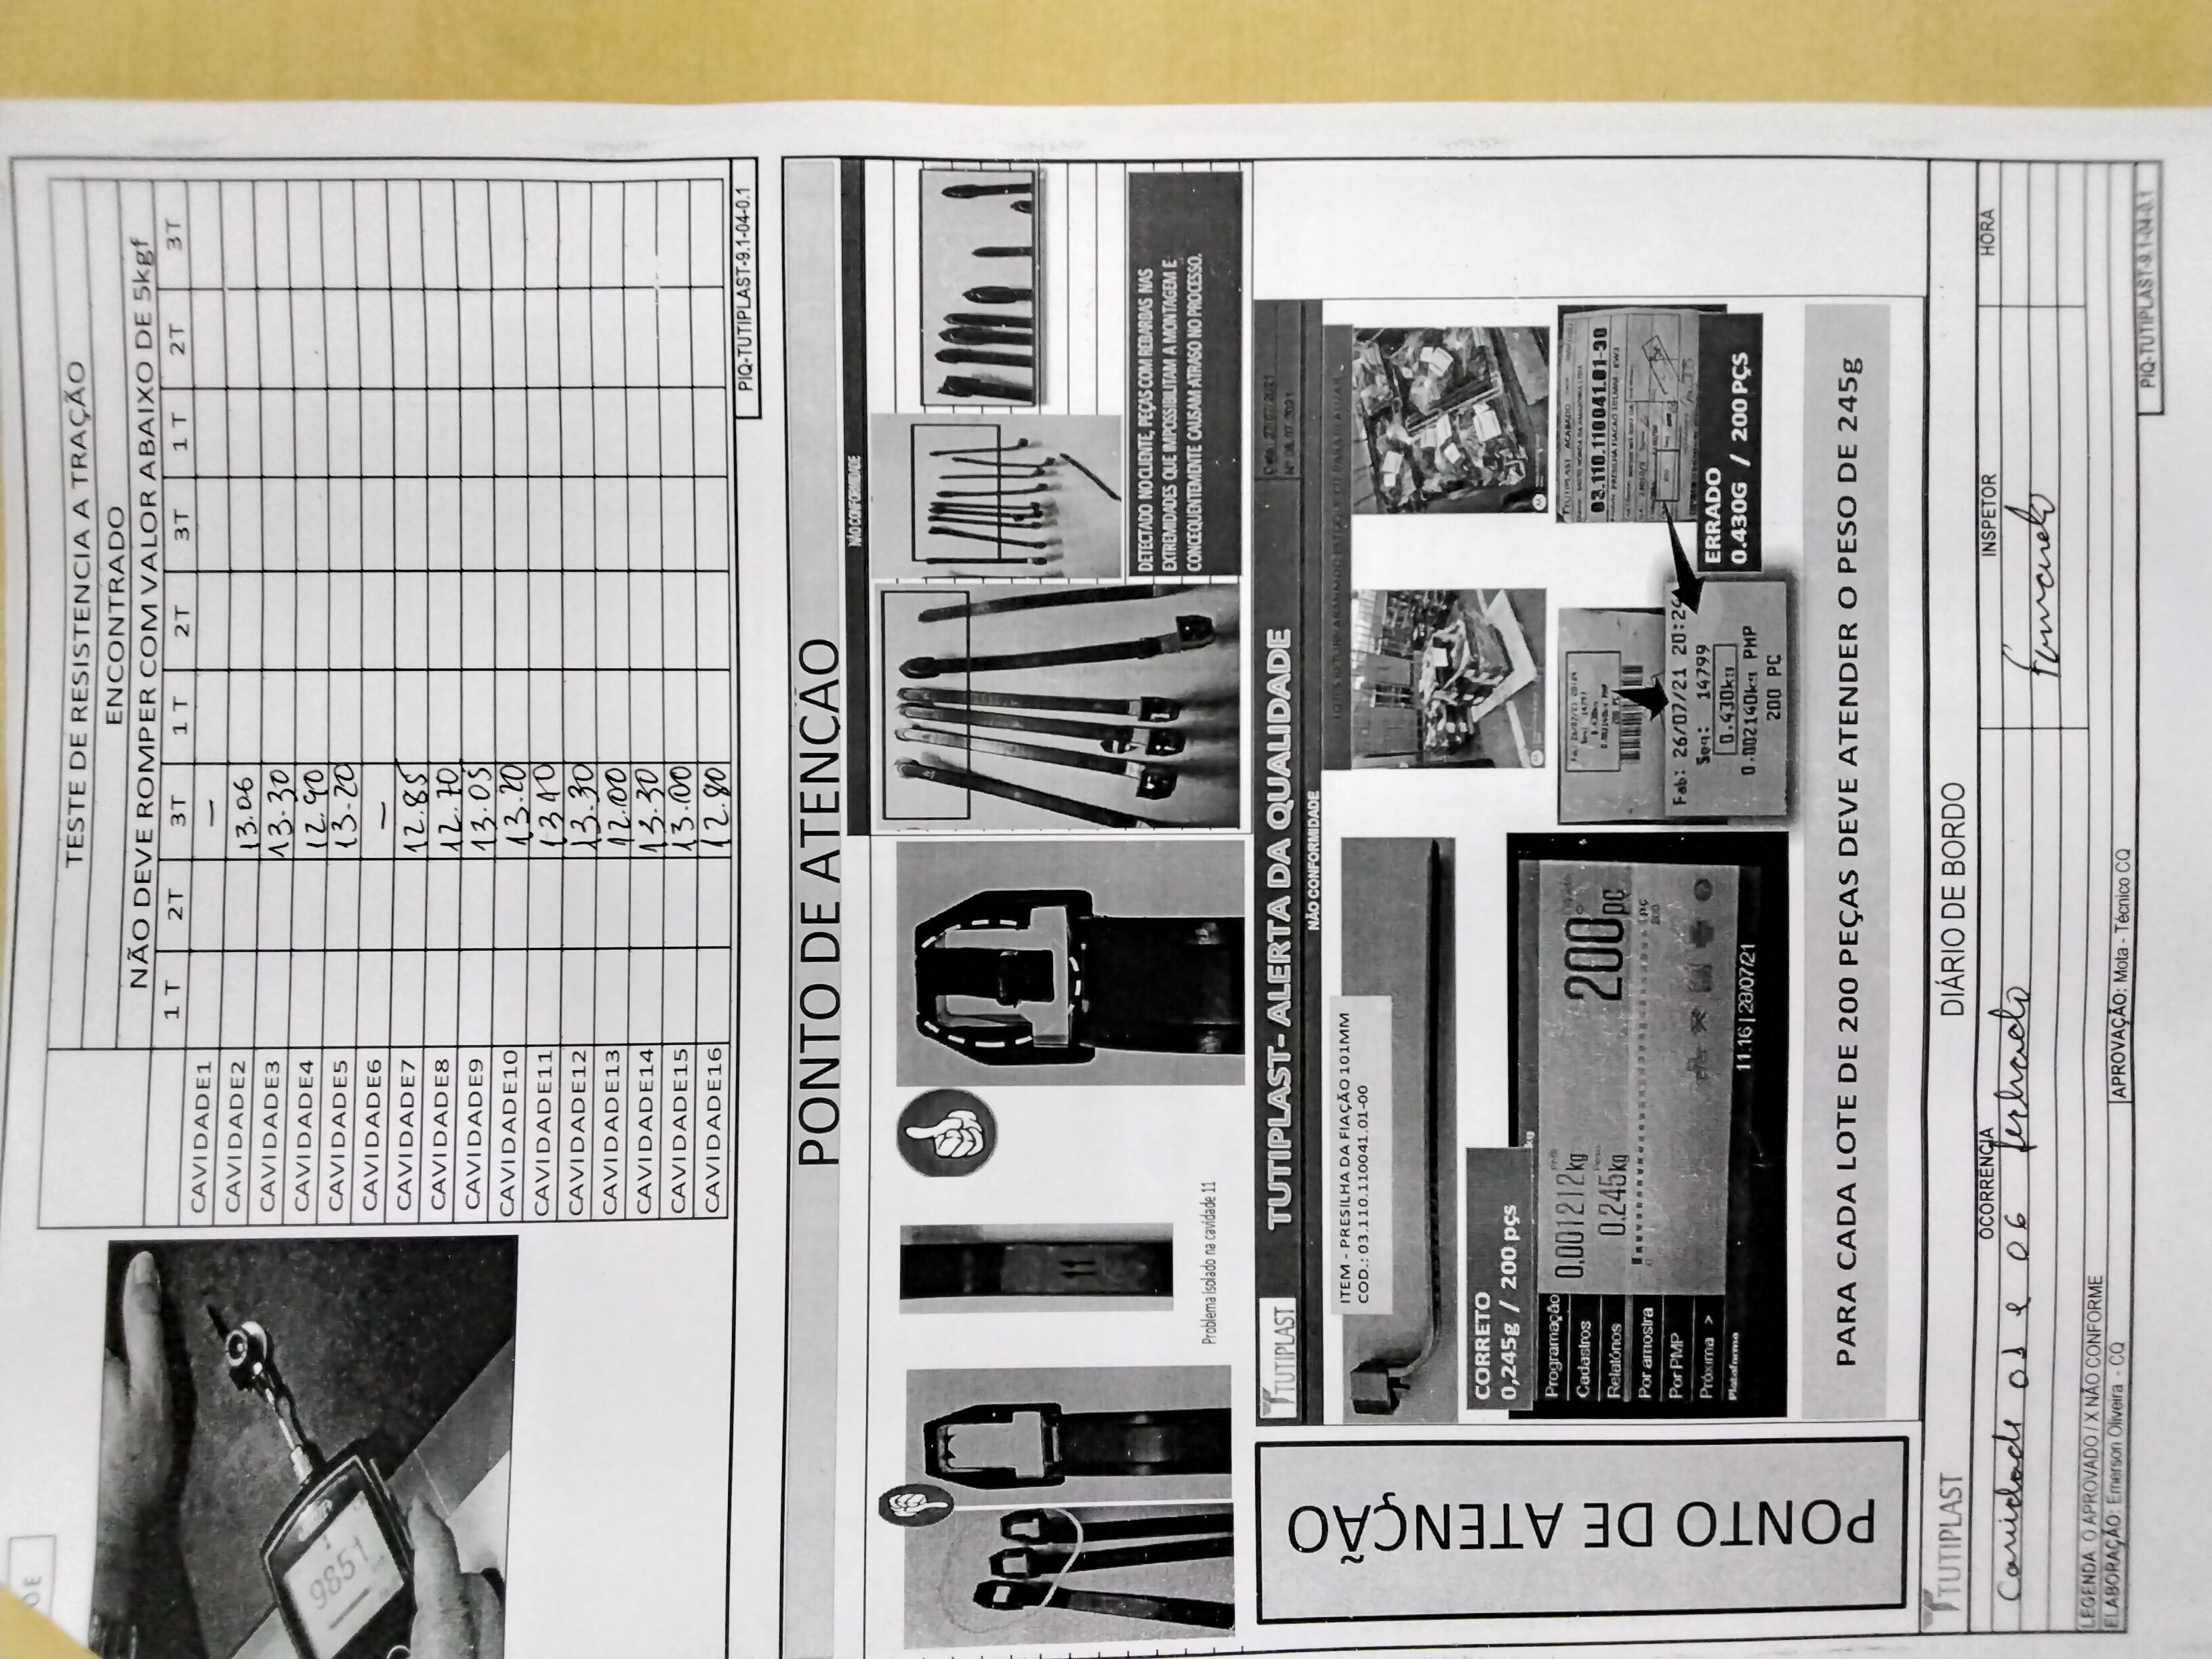 DE
9851
TESTE DE RESISTENCIA A TRAÇÃO
ENCONTRADO
NÃO DEVE ROMPER COM VALOR ABAIXO DE 5kgf
1 T 2T 3T 1 T 2T 3T 1 T 2T 3T
CAVIDADE1 —
CAVIDADE2 13.06
CAVIDADE3 13.30
CAVIDADE4 12.90
CAVIDADE5 13.20
CAVIDADE6 —
CAVIDADE7 12.85
CAVIDADE8 12.70
CAVIDADE9 13.05
CAVIDADE10 13.20
CAVIDADE11 13.40
CAVIDADE12 13.30
CAVIDADE13 12.00
CAVIDADE14 13.30
CAVIDADE15 13.00
CAVIDADE16 12.80
PIQ-TUTIPLAST-9.1-04-0.1
PONTO DE ATENÇÃO
NÃO CONFORMIDADE
11
Problema isolado na cavidade 11
DETECTADO NO CLIENTE, PEÇAS COM REBARBAS NAS
EXTREMIDADES QUE IMPOSSIBILITAM A MONTAGEM E
CONCEQUENTEMENTE CAUSAM ATRASO NO PROCESSO.
PONTO DE ATENÇÃO
TUTIPLAST
TUTIPLAST- ALERTA DA QUALIDADE
NÃO CONFORMIDADE
ITEM - PRESILHA DA FIAÇÃO 101MM
COD.: 03.110.110041.01-00
CORRETO
0,245g / 200 pçs
Programação
Cadastros
Relatórios
Por amostra
Por PMP
Próxima >
Plataforma
0.001212kg
0.245kg
200pç
11:16 | 28/07/21
Fab: 26/07/21 20:29
Seq: 14799
0.430kg
0.002140kg PMP
200 PC
03.110.110041.01-00
ERRADO
0.430G / 200 PÇS
PARA CADA LOTE DE 200 PEÇAS DEVE ATENDER O PESO DE 245g
TUTIPLAST
DIÁRIO DE BORDO
OCORRENCIA INSPETOR HORA
Cavidade 01 e 06 fechado
LEGENDA: O APROVADO / X NÃO CONFORME
ELABORAÇÃO: Emerson Oliveira - CQ
APROVAÇÃO: Mota - Técnico CQ
PIQ-TUTIPLAST-9.1-04-0.1